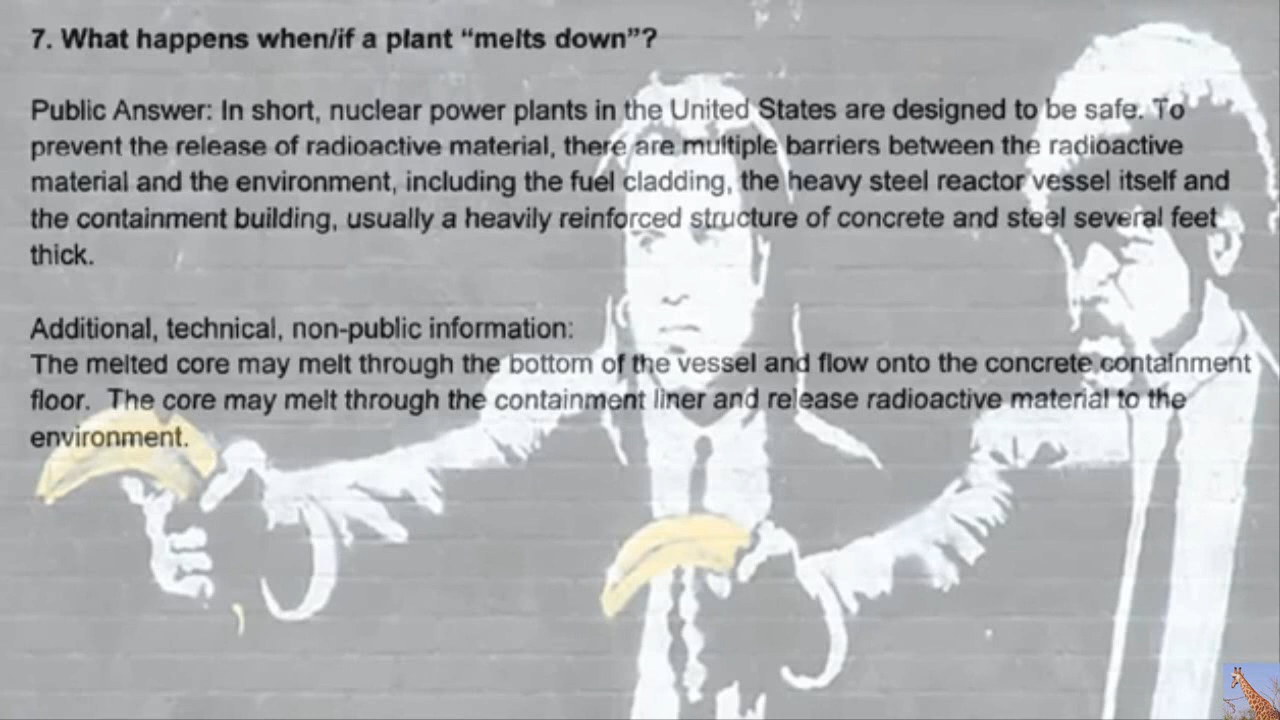 7. What happens when/if a plant “melts down”?
Public Answer: In short, nuclear power plants in the United States are designed to be safe. To
prevent the release of radioactive material, there are multiple barriers between the radioactive
material and the environment, including the fuel cladding, the heavy steel reactor vessel itself and
the containment building, usually a heavily reinforced structure of concrete and steel several feet
thick.
Additional, technical, non-public information:
The melted core may melt through the bottom of the vessel and flow onto the concrete containment
floor. The core may melt through the containment liner and release radioactive material to the
environment.